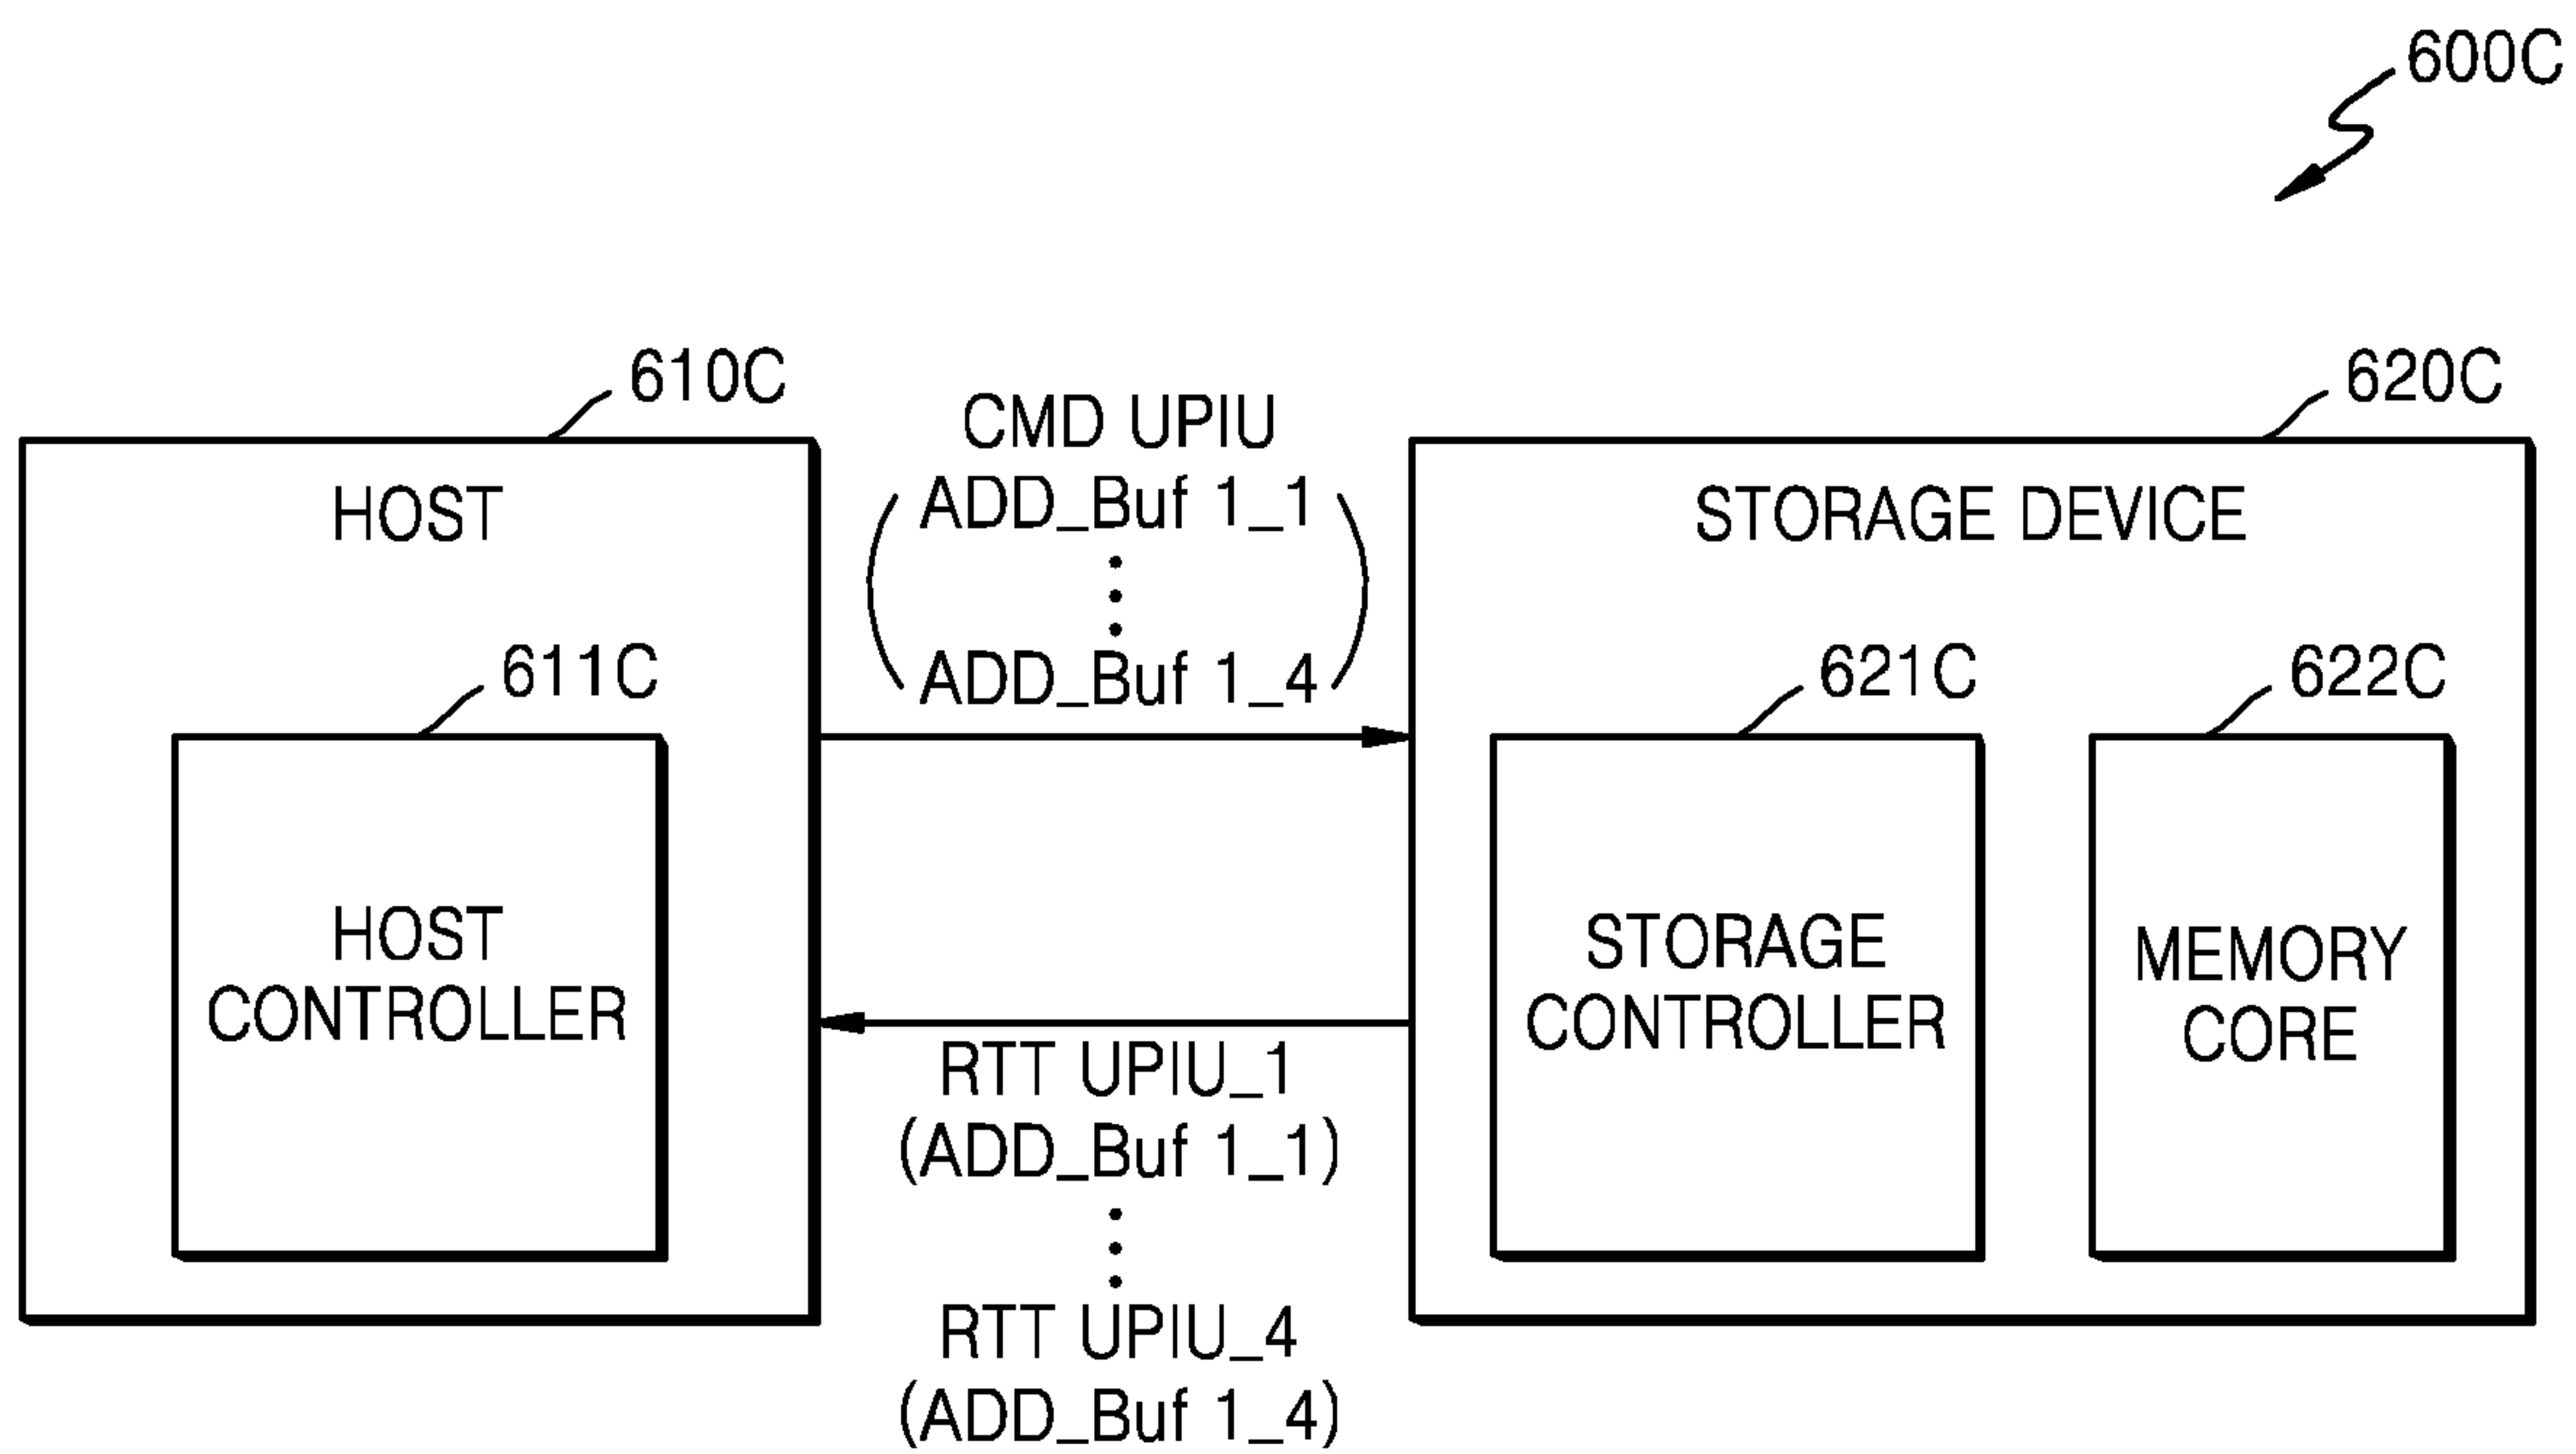 600C
610C
620C
HOST
CMD UPIU
ADD_Buf 1_1
ADD_Buf 1_4
STORAGE DEVICE
611C
621C
622C
HOST
CONTROLLER
STORAGE
CONTROLLER
MEMORY
CORE
RTT UPIU_1
(ADD_Buf 1_1)
RTT UPIU_4
(ADD_Buf 1_4)